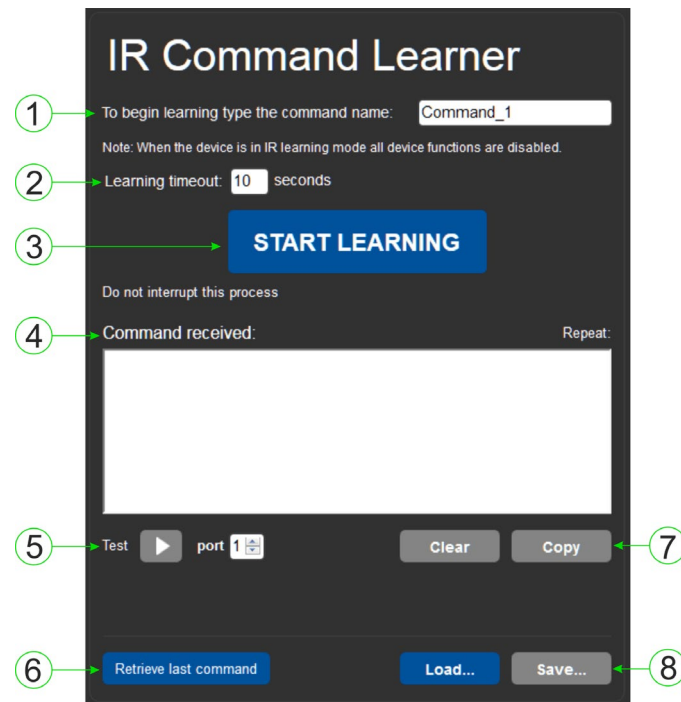 IR Command Learner
1 To begin learning type the command name: Command_1
Note: When the device is in IR learning mode all device functions are disabled.
2 Learning timeout: 10 seconds
3 START LEARNING
Do not interrupt this process
4 Command received: Repeat:
5 Test port 1 Clear Copy 7
6 Retrieve last command Load... Save... 8